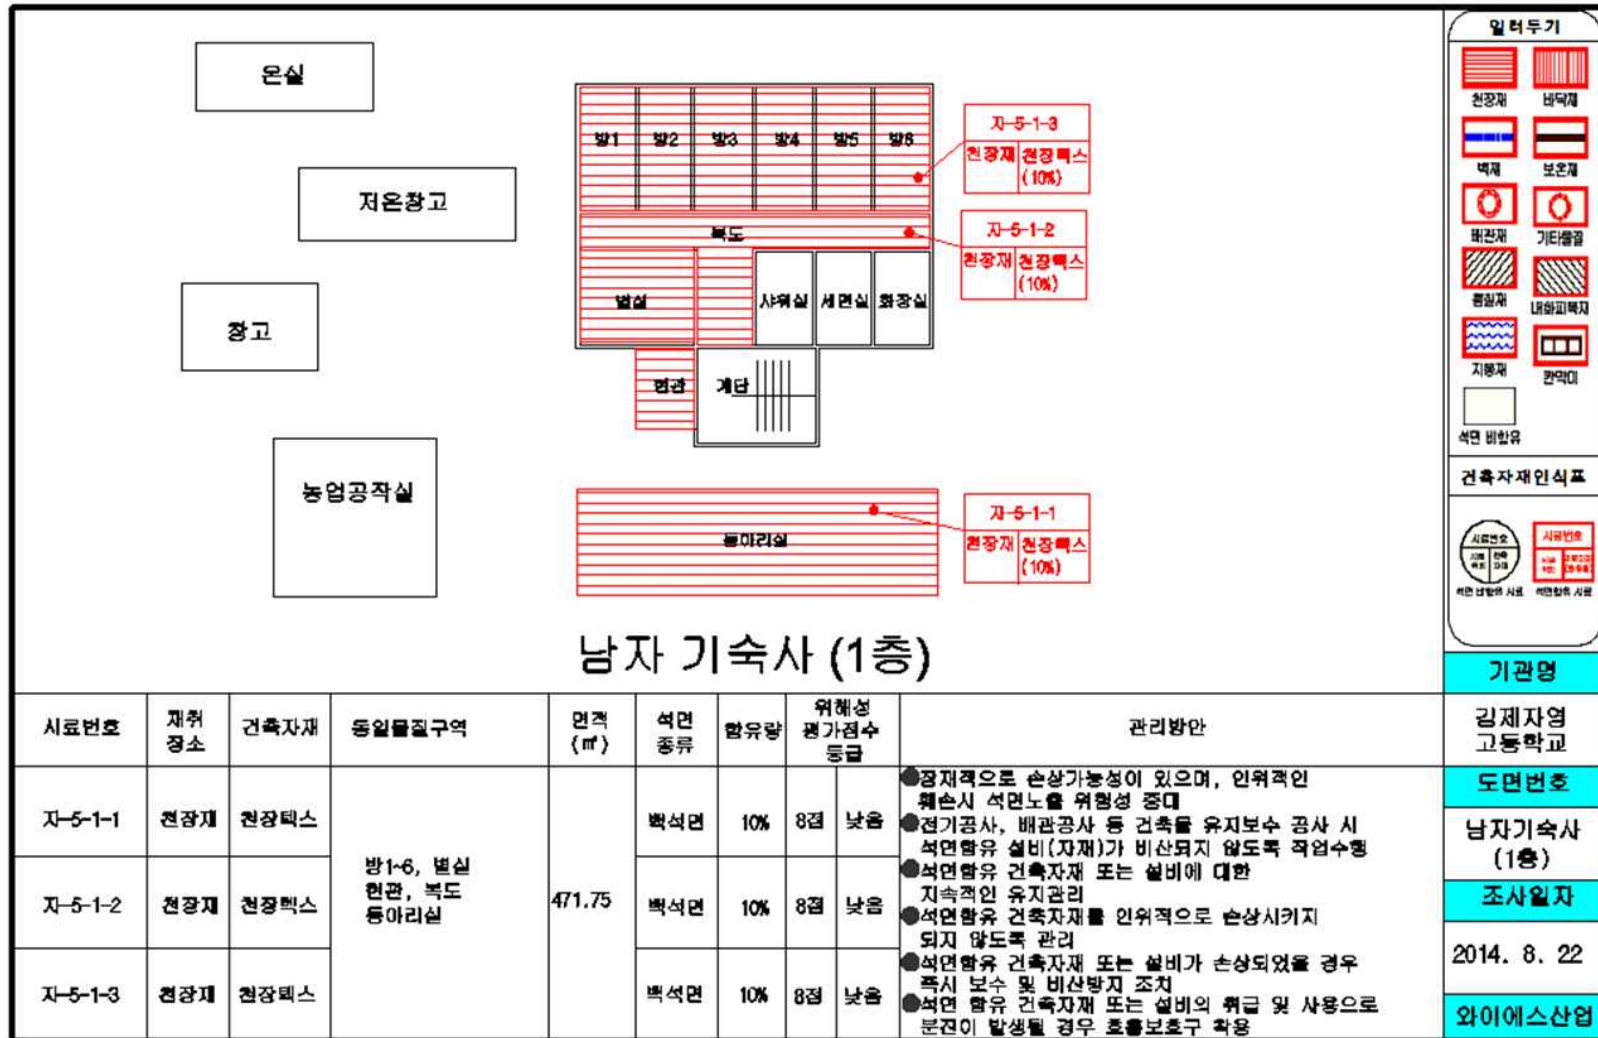 온실
저온창고
창고
농업공작실
방1 방2 방3 방4 방5 방6
복도
별실
샤워실 세면실 화장실
현관 계단
동아리실
자-5-1-3
천장재 천장텍스
(10%)
자-5-1-2
천장재 천장텍스
(10%)
자-5-1-1
천장재 천장텍스
(10%)
남자 기숙사 (1층)
일러두기
천장재 바닥재
벽재 보온재
배관재 기타물질
내화피복재
지붕재 칸막이
석면 비함유
건축자재인식표
시료번호
시료번호
석면 비함유 시료 석면함유 시료
기관명
김제자영
고등학교
도면번호
남자기숙사
(1층)
조사일자
2014. 8. 22
와이에스산업
시료번호 채취
장소 건축자재 동일물질구역 면적
(㎡) 석면
종류 함유량 위해성
평가점수
등급 관리방안
자-5-1-1 천장재 천장텍스 백석면 10% 8점 낮음
자-5-1-2 천장재 천장텍스 백석면 10% 8점 낮음
자-5-1-3 천장재 천장텍스 백석면 10% 8점 낮음
방1~6, 별실
현관, 복도
동아리실
471.75
●잠재적으로 손상가능성이 있으며, 인위적인
훼손시 석면노출 위험성 증대
●전기공사, 배관공사 등 건축물 유지보수 공사 시
석면함유 설비(자재)가 비산되지 않도록 작업수행
●석면함유 건축자재 또는 설비에 대한
지속적인 유지관리
●석면함유 건축자재를 인위적으로 손상시키지
되지 않도록 관리
●석면함유 건축자재 또는 설비가 손상되었을 경우
즉시 보수 및 비산방지 조치
●석면 함유 건축자재 또는 설비의 취급 및 사용으로
분진이 발생될 경우 호흡보호구 착용